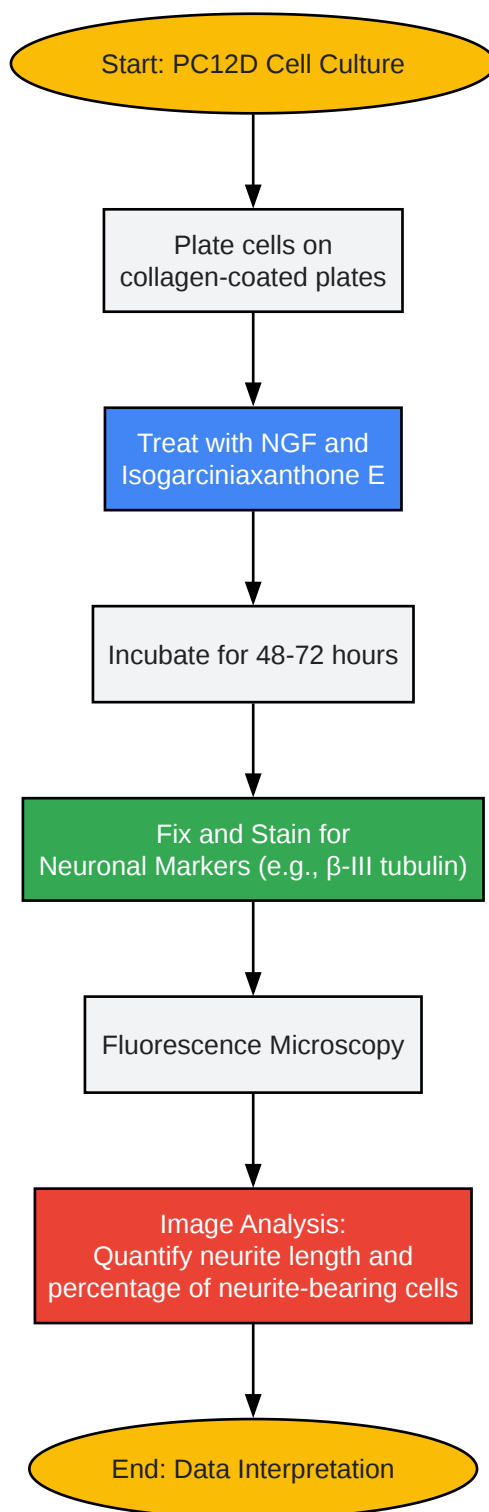 Start: PC12D Cell Culture
Plate cells on
collagen-coated plates
Treat with NGF and
Isogarciniaxanthone E
Incubate for 48-72 hours
Fix and Stain for
Neuronal Markers (e.g., β-III tubulin)
Fluorescence Microscopy
Image Analysis:
Quantify neurite length and
percentage of neurite-bearing cells
End: Data Interpretation